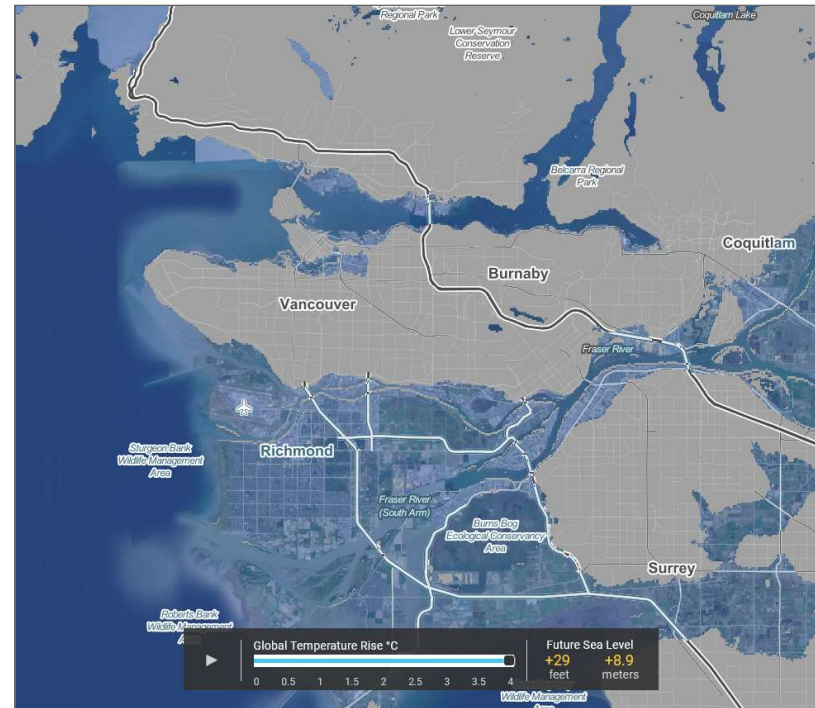 Regional Park
Coquitlam Lake
Lower Seymour
Conservation
Reserve
Belcarra Regional
Park
Coquitlam
Burnaby
Vancouver
Fraser River
Richmond
Sturgeon Bank
Wildlife Management
Area
Fraser River
(South Arm)
Burns Bog
Ecological Conservancy
Area
Surrey
Roberts Bank
Wildlife Management
Global Temperature Rise °C
0 0.5 1 1.5 2 2.5 3 3.5 4
Future Sea Level
+29 +8.9
feet meters
Wildlife Management
Area